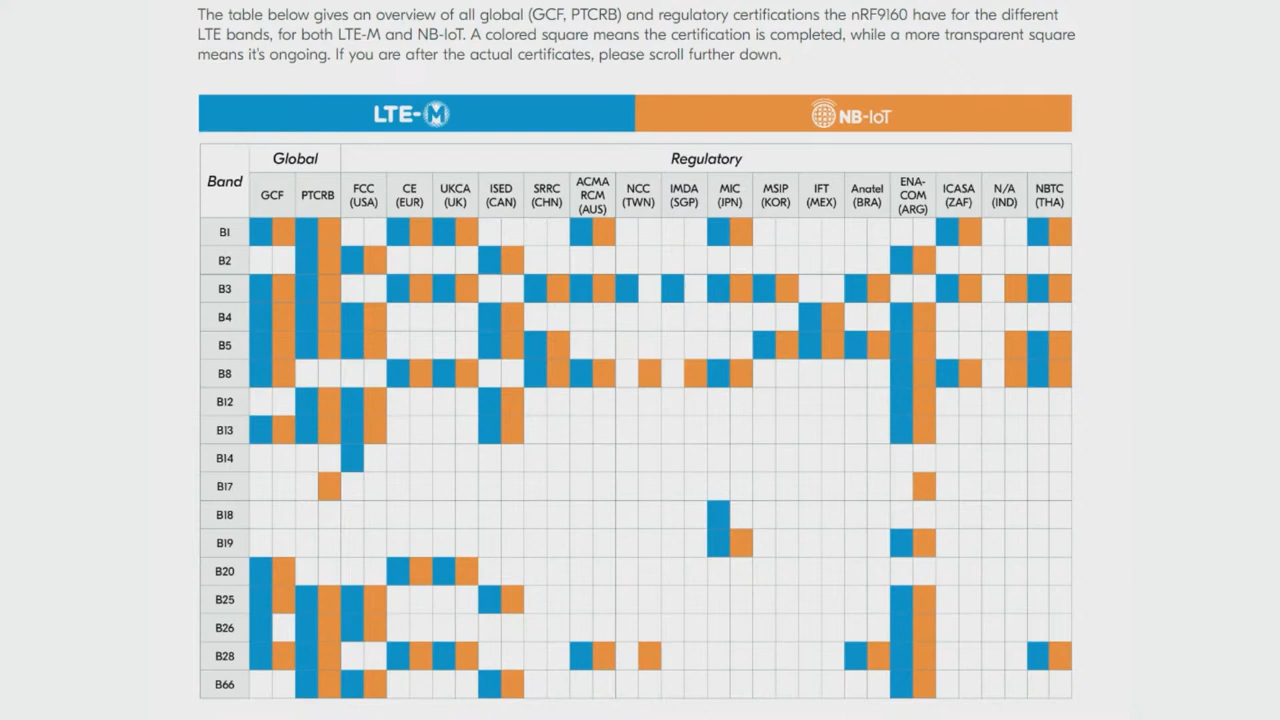 The table below gives an overview of all global (GCF, PTCRB) and regulatory certifications the nRF9160 have for the different
LTE bands, for both LTE-M and NB-IoT. A colored square means the certification is completed, while a more transparent square
means it's ongoing. If you are after the actual certificates, please scroll further down.
LTE-M NB-IoT
Band Global Regulatory
GCF PTCRB FCC (USA) CE (EUR) UKCA (UK) ISED (CAN) SRRC (CHN) ACMA RCM (AUS) NCC (TWN) IMDA (SGP) MIC (JPN) MSIP (KOR) IFT (MEX) Anatel (BRA) ENA-COM (ARG) ICASA (ZAF) N/A (IND) NBTC (THA)
B1
B2
B3
B4
B5
B8
B12
B13
B14
B17
B18
B19
B20
B25
B26
B28
B66